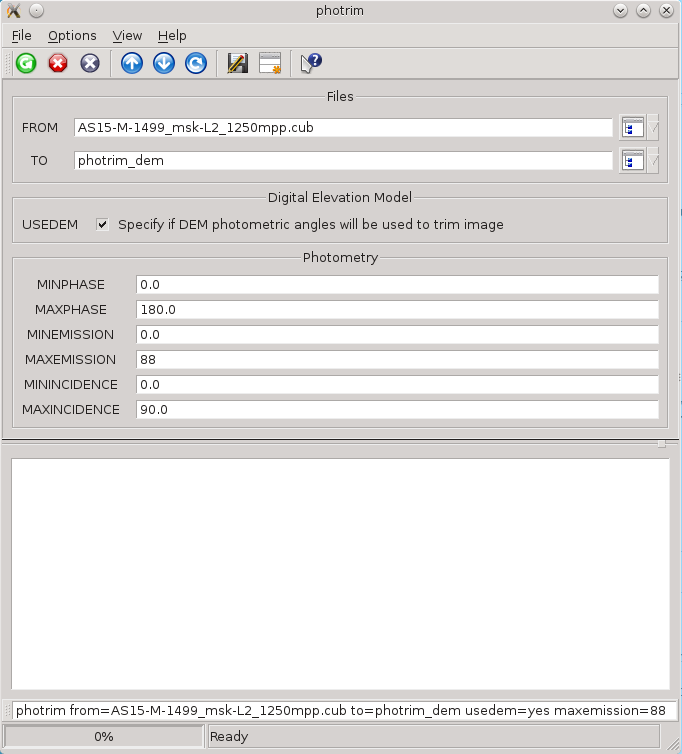 photrim
File Options View Help
Files
FROM AS15-M-1499_msk-L2_1250mpp.cub
TO photrim_dem
Digital Elevation Model
USEDEM Specify if DEM photometric angles will be used to trim image
Photometry
MINPHASE 0.0
MAXPHASE 180.0
MINEMISSION 0.0
MAXEMISSION 88
MININCIDENCE 0.0
MAXINCIDENCE 90.0
photrim from=AS15-M-1499_msk-L2_1250mpp.cub to=photrim_dem usedem=yes maxemission=88
0% Ready